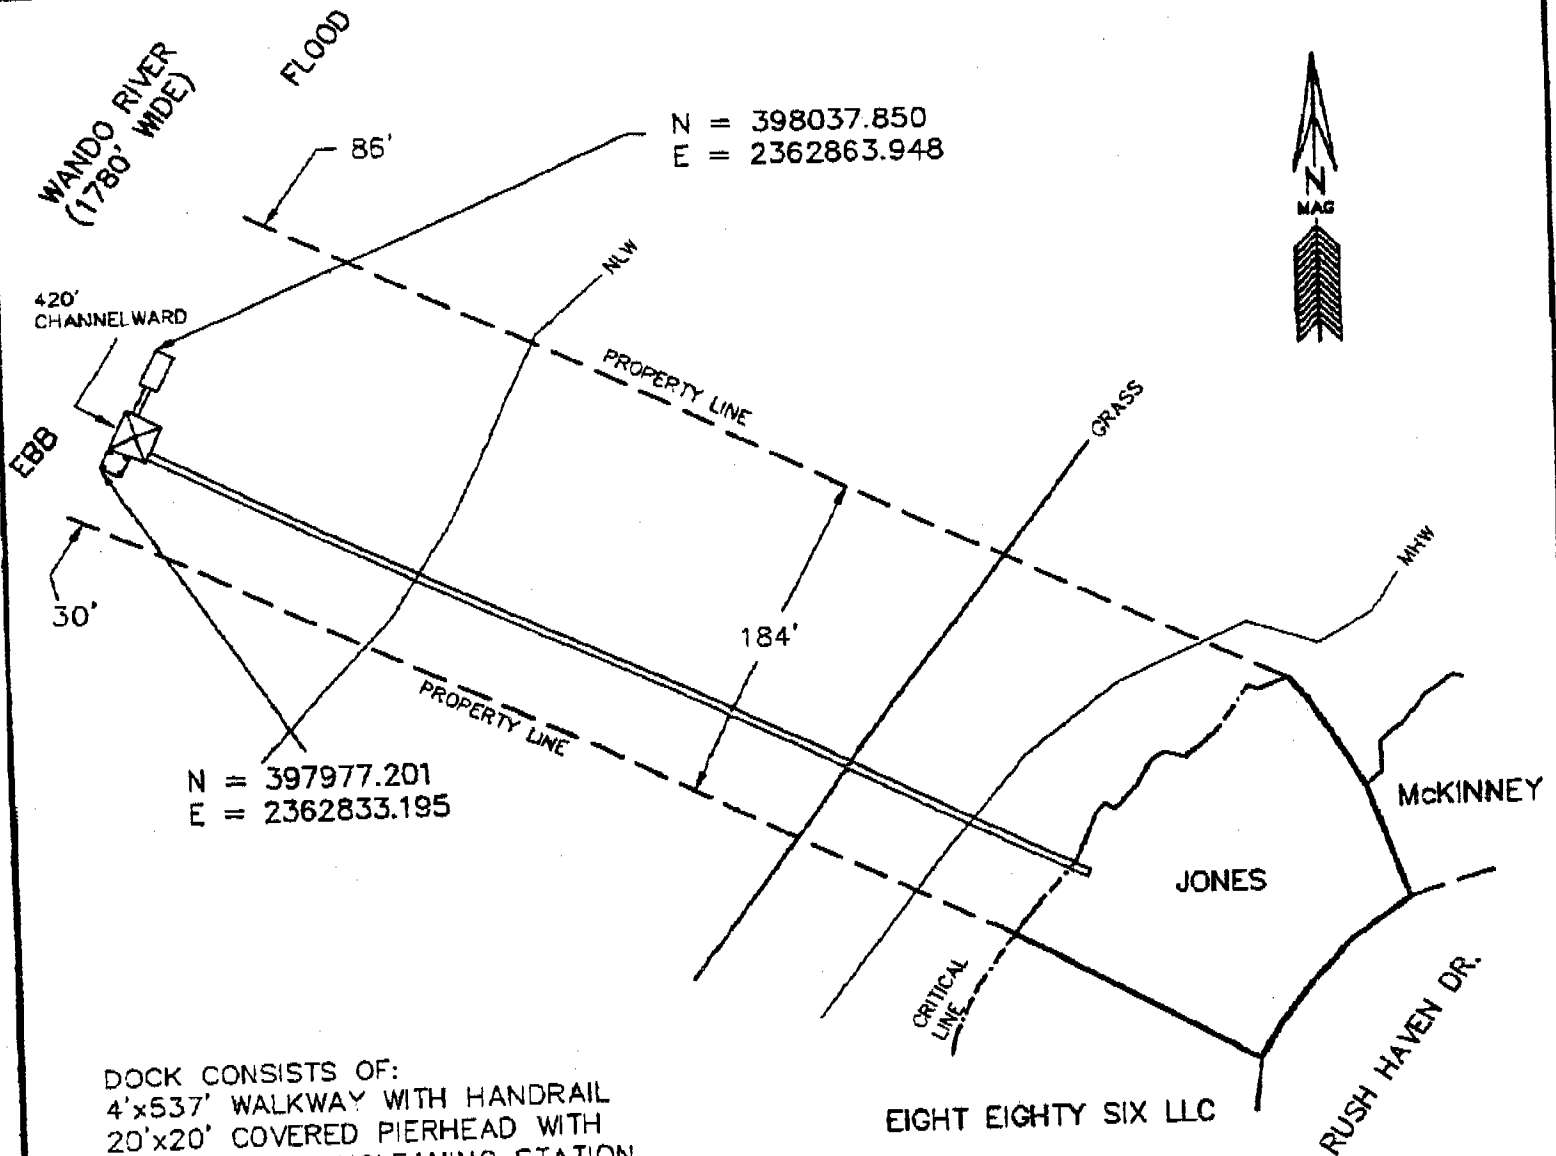 WANDO RIVER
(1780' WIDE)
FLOOD
86'
N = 398037.850
E = 2362863.948
N
MAG
NLW
420'
CHANNELWARD
PROPERTY LINE
GRASS
EBB
MHW
30'
184'
PROPERTY LINE
N = 397977.201
E = 2362833.195
McKINNEY
JONES
CRITICAL
LINE
RUSH HAVEN DR.
DOCK CONSISTS OF:
4'x537' WALKWAY WITH HANDRAIL
20'x20' COVERED PIERHEAD WITH
STATION
EIGHT EIGHTY SIX LLC